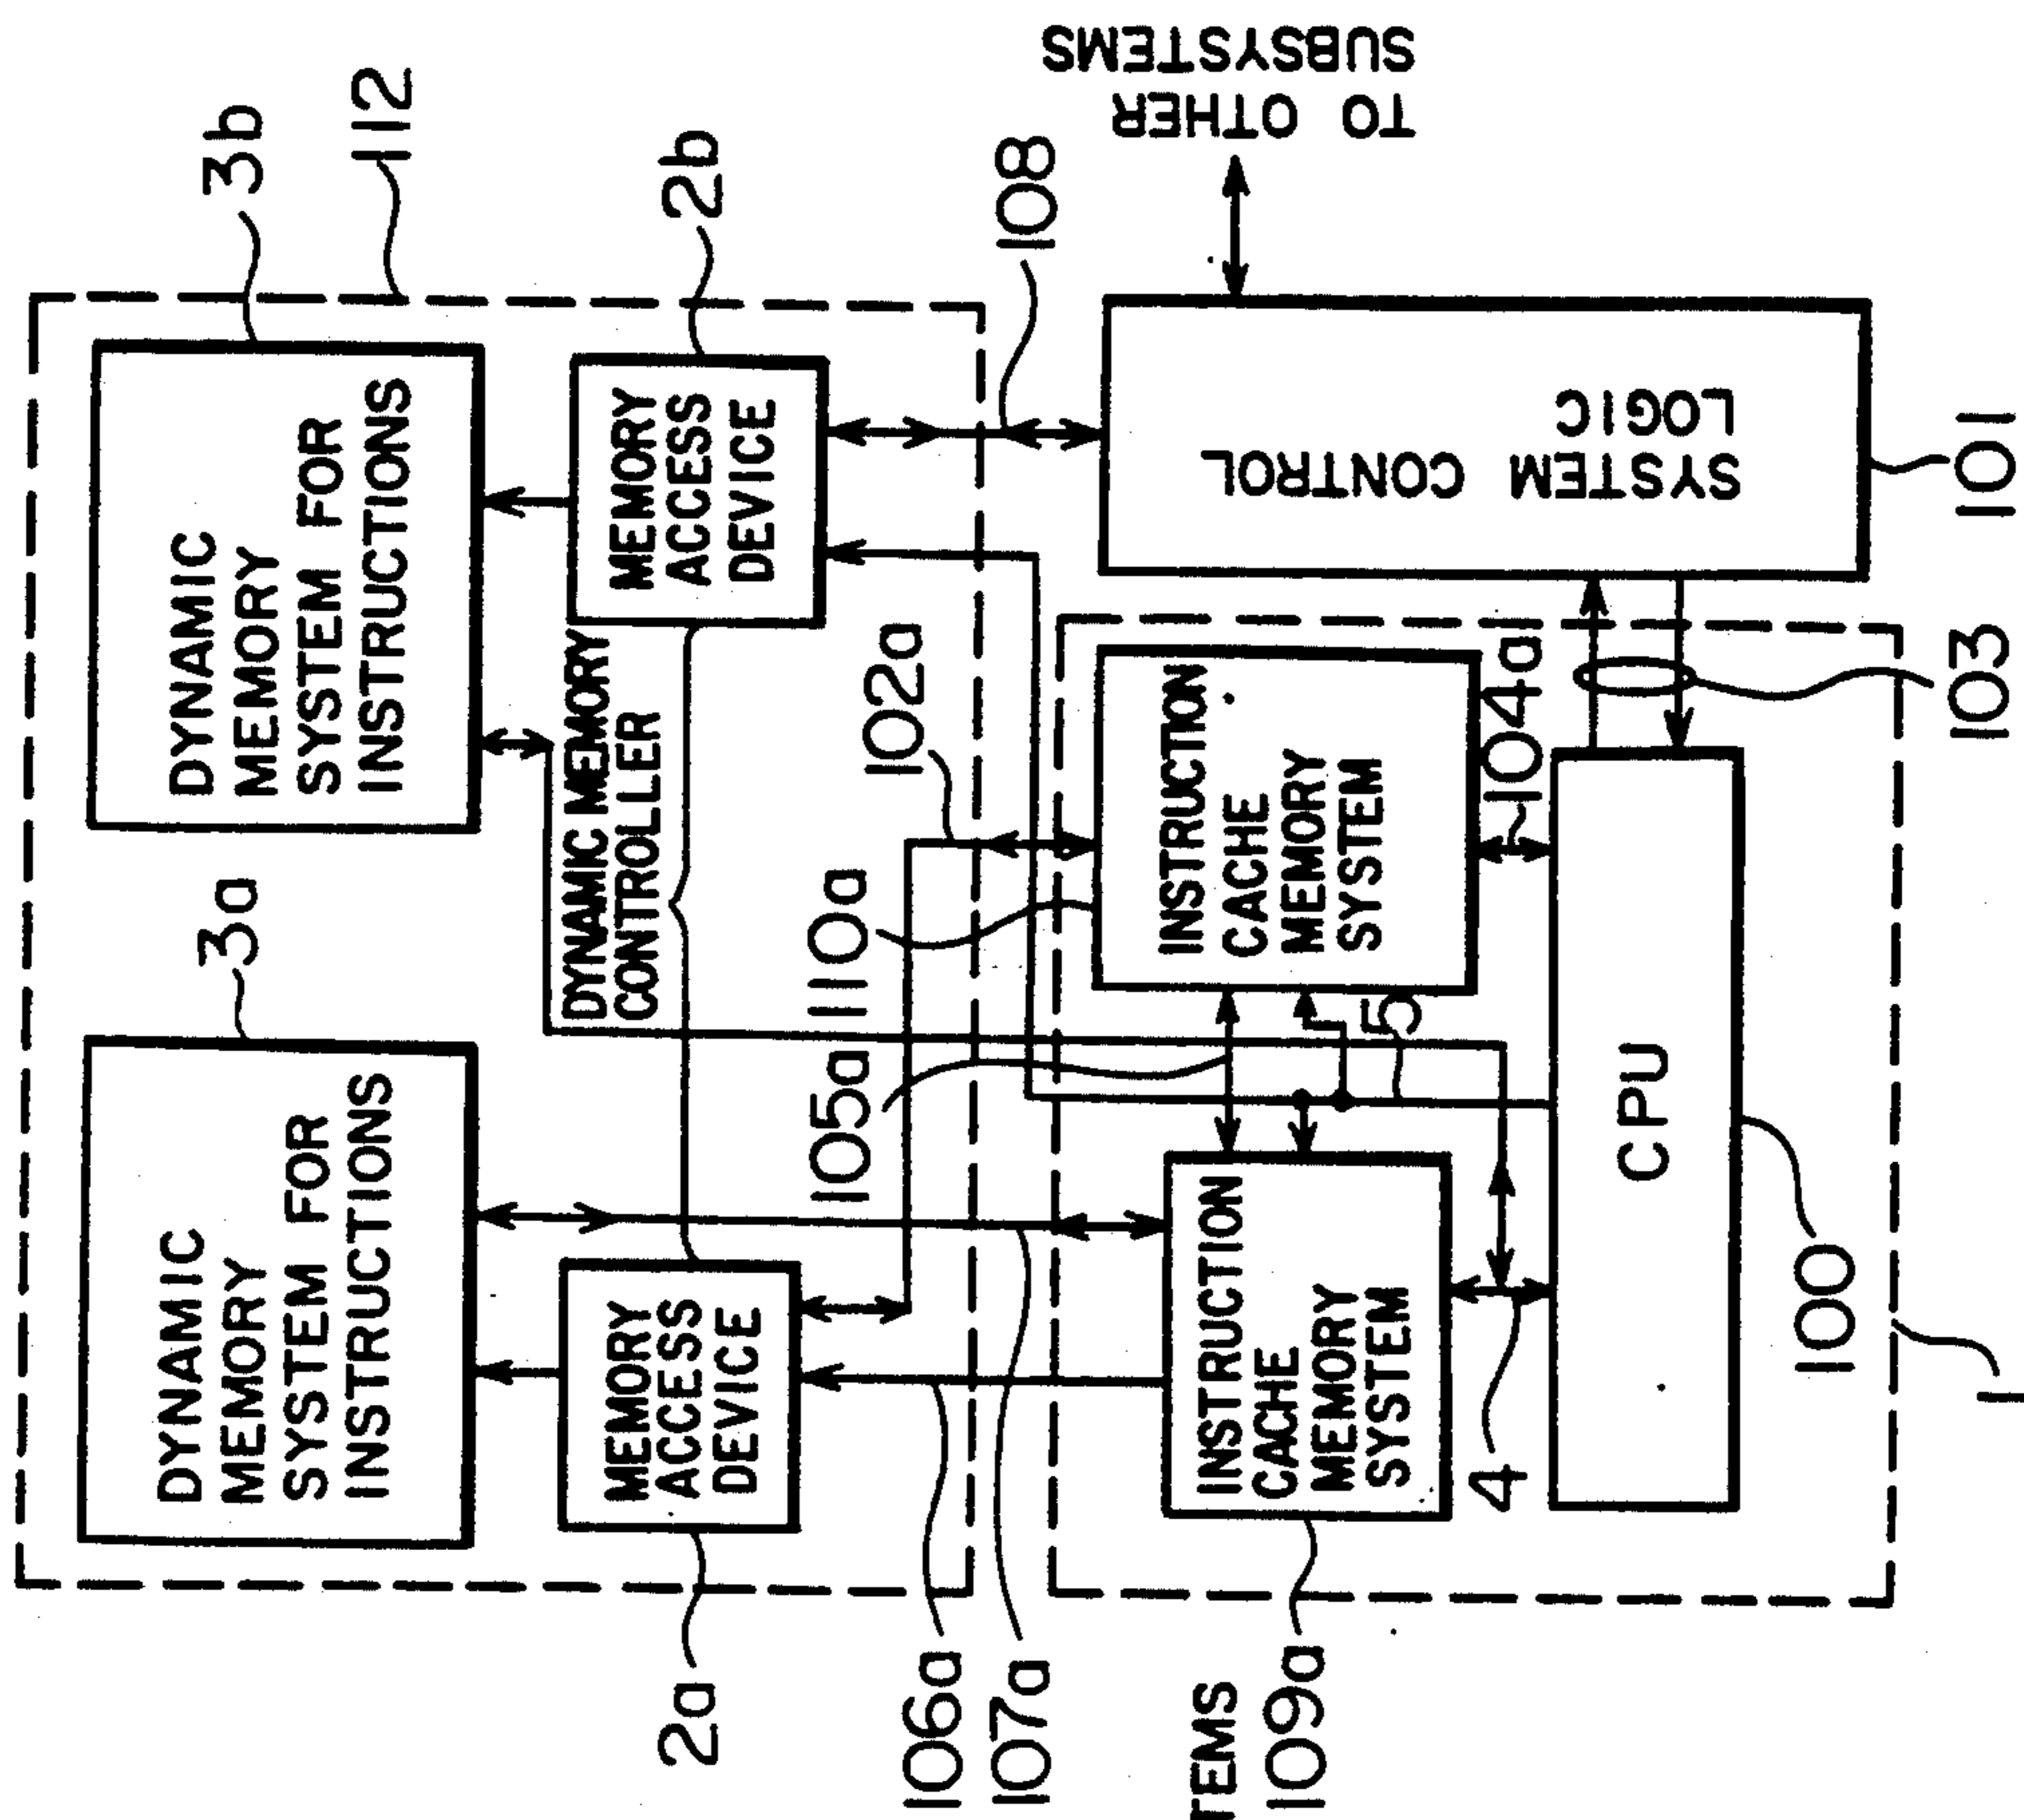 3b
112
2b
108
TO OTHER
SUBSYSTEMS
DYNAMIC
MEMORY
SYSTEM FOR
INSTRUCTIONS
MEMORY
ACCESS
DEVICE
SYSTEM CONTROL
LOGIC
101
DYNAMIC MEMORY
CONTROLLER
102a
INSTRUCTION
CACHE
MEMORY
SYSTEM
104a
103
3a
110a
105a
5
DYNAMIC
MEMORY
SYSTEM FOR
INSTRUCTIONS
MEMORY
ACCESS
DEVICE
INSTRUCTION
CACHE
MEMORY
SYSTEM
4
CPU
100
1
2a
106a
107a
TEMS
109a